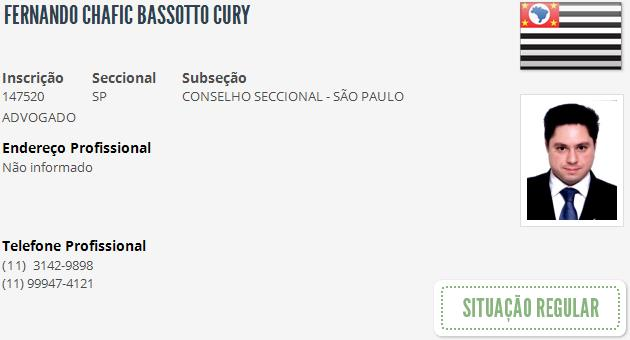 FERNANDO CHAFIC BASSOTTO CURY
Inscrição Seccional Subseção
147520 SP CONSELHO SECCIONAL - SÃO PAULO
ADVOGADO
Endereço Profissional
Não informado
Telefone Profissional
(11) 3142-9898
(11) 99947-4121
SITUAÇÃO REGULAR